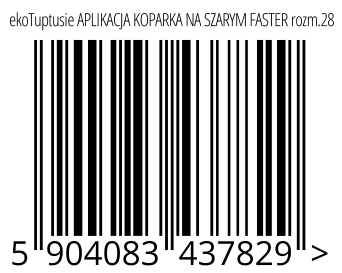 ekoTuptusie APLIKACJA KOPARKA NA SZARYM FASTER rozm.28
5 904083 437829 >